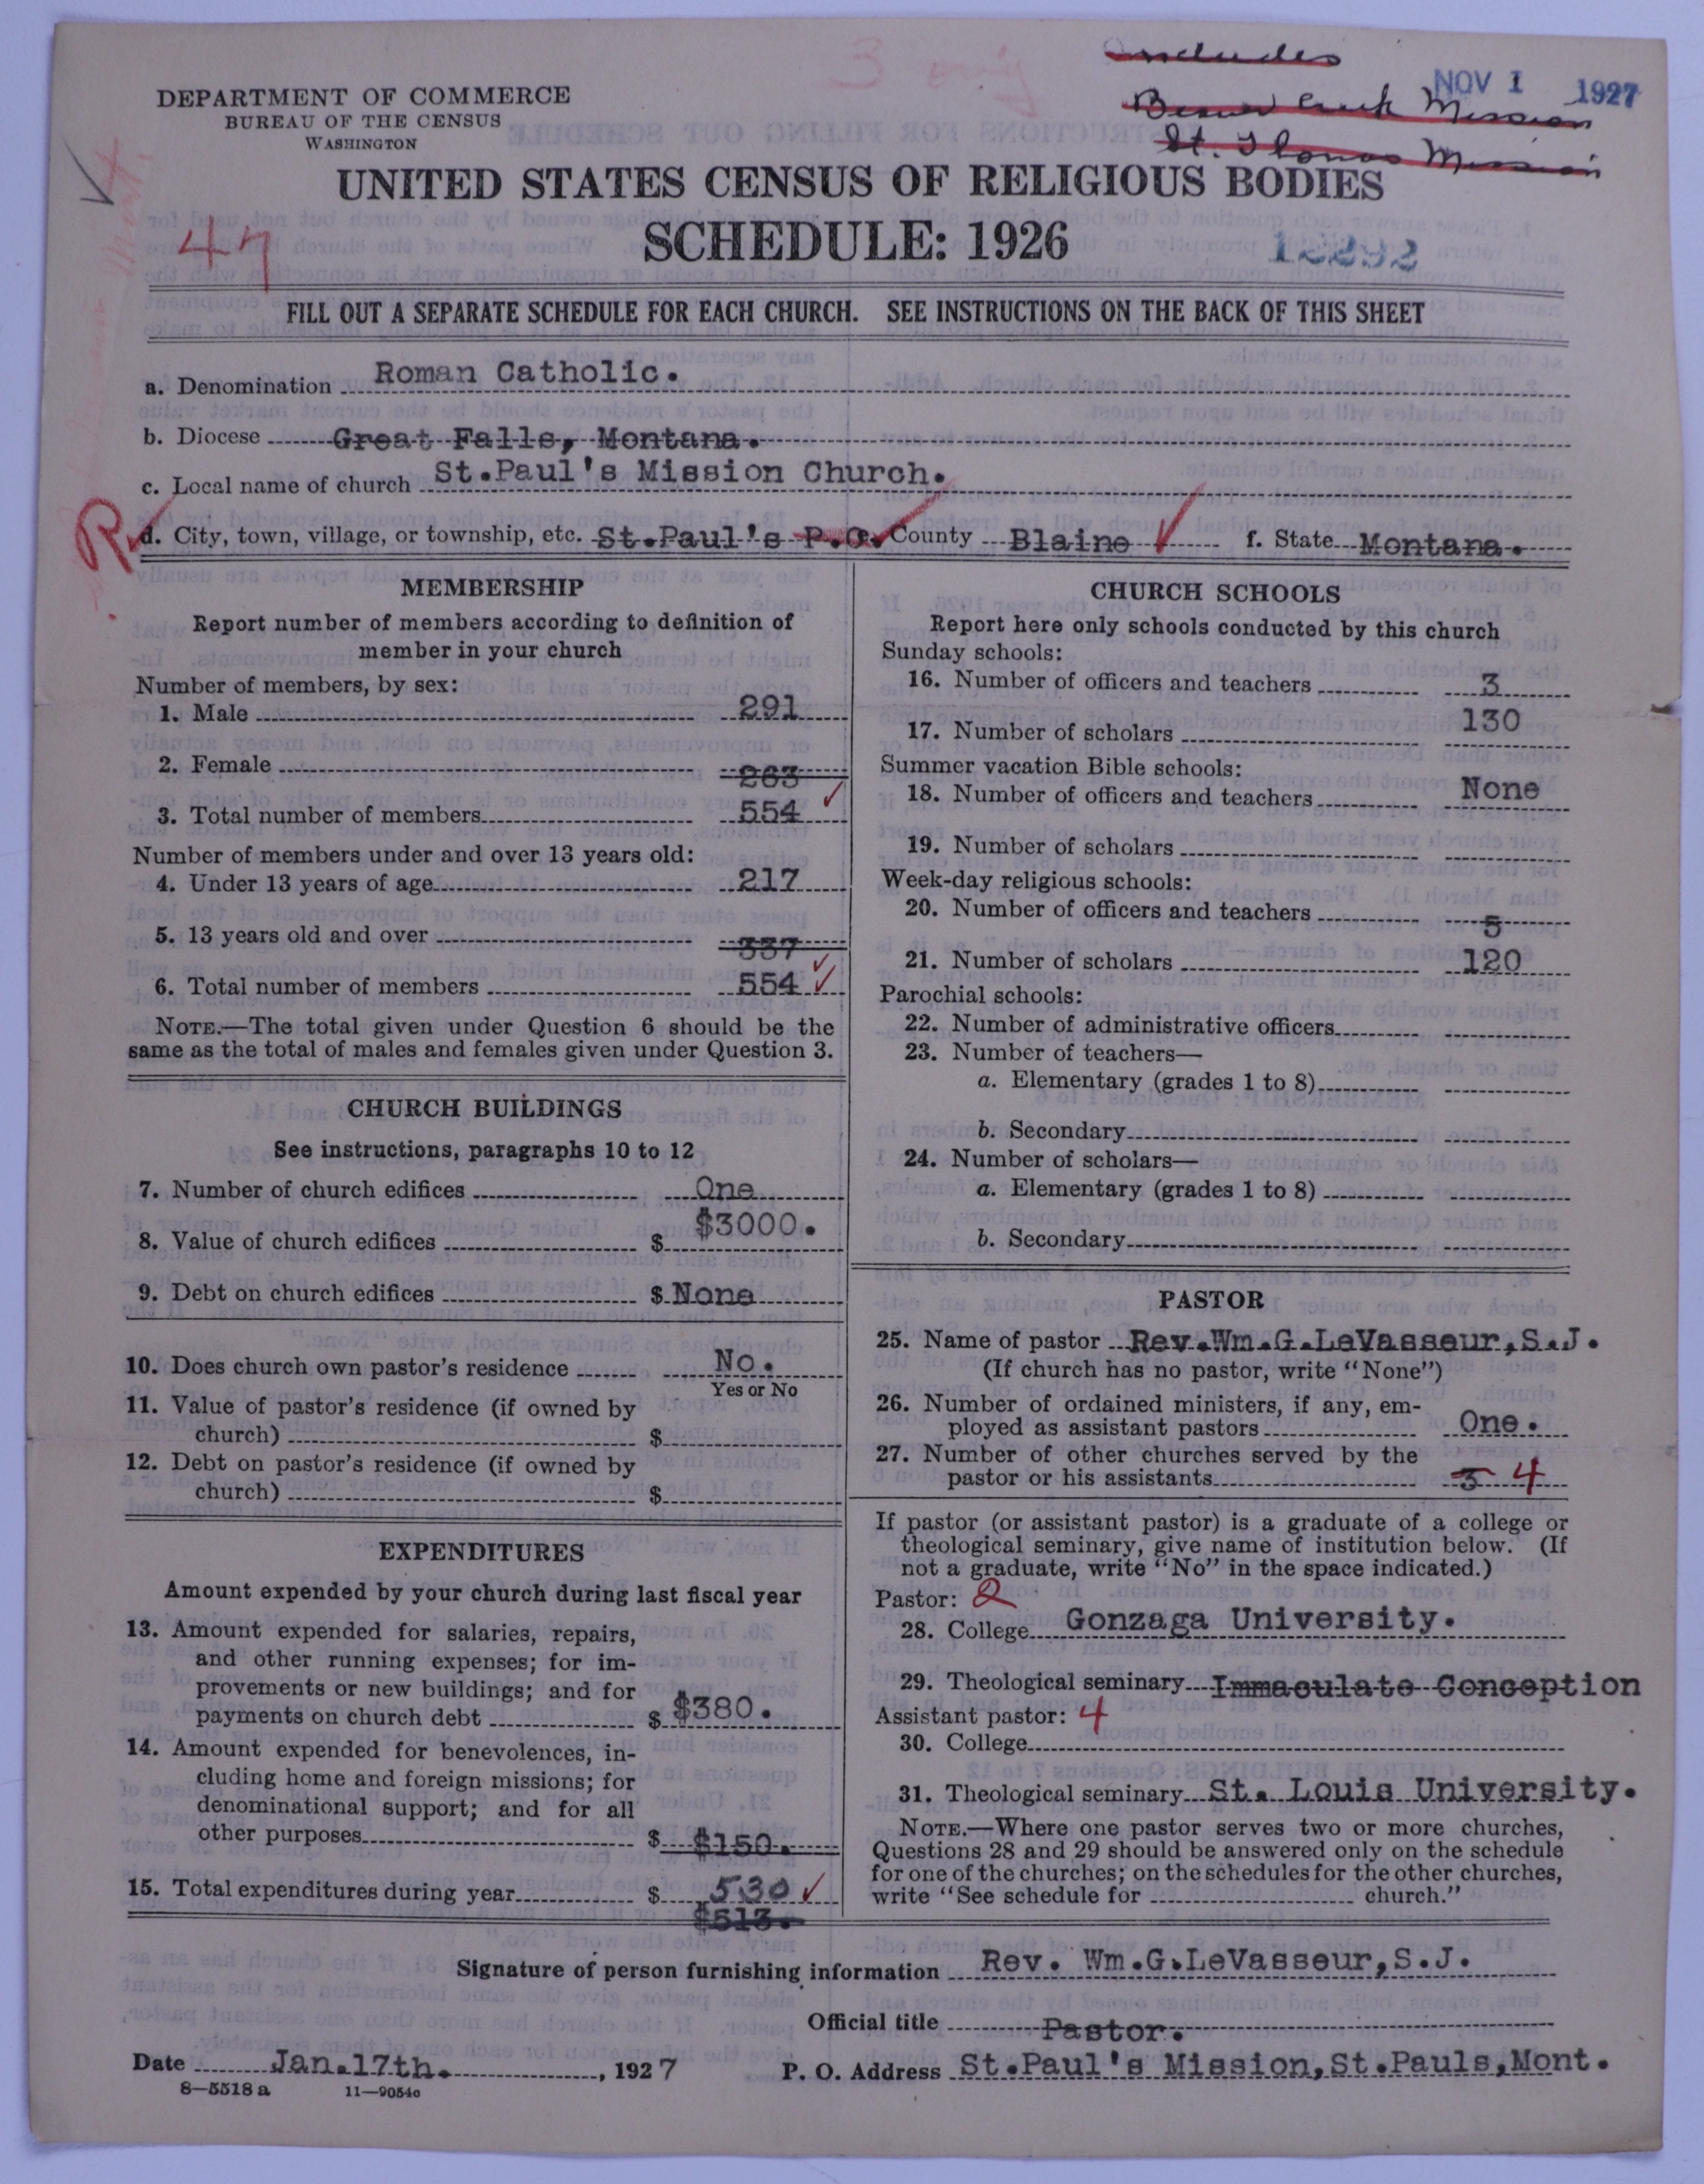 Includes
NOV 1 1927
Beaver Creek Mission
St. Thomas Mission
DEPARTMENT OF COMMERCE
BUREAU OF THE CENSUS
WASHINGTON
UNITED STATES CENSUS OF RELIGIOUS BODIES
47
SCHEDULE: 1926
12292
FILL OUT A SEPARATE SCHEDULE FOR EACH CHURCH. SEE INSTRUCTIONS ON THE BACK OF THIS SHEET
a. Denomination Roman Catholic.
b. Diocese Great Falls, Montana.
c. Local name of church St.Paul's Mission Church.
R d. City, town, village, or township, etc. St.Paul's P.O. County Blaine f. State Montana.
MEMBERSHIP
Report number of members according to definition of
member in your church
Number of members, by sex:
1. Male 291
2. Female 263
3. Total number of members 554
Number of members under and over 13 years old:
4. Under 13 years of age 217
5. 13 years old and over 337
6. Total number of members 554
NOTE.—The total given under Question 6 should be the
same as the total of males and females given under Question 3.
CHURCH BUILDINGS
See instructions, paragraphs 10 to 12
7. Number of church edifices One
8. Value of church edifices $ $3000.
9. Debt on church edifices $ None
10. Does church own pastor's residence No.
Yes or No
11. Value of pastor's residence (if owned by
church) $
12. Debt on pastor's residence (if owned by
church) $
EXPENDITURES
Amount expended by your church during last fiscal year
13. Amount expended for salaries, repairs,
and other running expenses; for im-
provements or new buildings; and for
payments on church debt $ $380.
14. Amount expended for benevolences, in-
cluding home and foreign missions; for
denominational support; and for all
other purposes $ $150.
15. Total expenditures during year $ 530
$513.
CHURCH SCHOOLS
Report here only schools conducted by this church
Sunday schools:
16. Number of officers and teachers 3
17. Number of scholars 130
Summer vacation Bible schools:
18. Number of officers and teachers None
19. Number of scholars
Week-day religious schools:
20. Number of officers and teachers 5
21. Number of scholars 120
Parochial schools:
22. Number of administrative officers
23. Number of teachers—
a. Elementary (grades 1 to 8)
b. Secondary
24. Number of scholars—
a. Elementary (grades 1 to 8)
b. Secondary
PASTOR
25. Name of pastor Rev.Wm.G.LeVasseur,S.J.
(If church has no pastor, write "None")
26. Number of ordained ministers, if any, em-
ployed as assistant pastors One.
27. Number of other churches served by the
pastor or his assistants 3 4
If pastor (or assistant pastor) is a graduate of a college or
theological seminary, give name of institution below. (If
not a graduate, write "No" in the space indicated.)
Pastor: 2
28. College Gonzaga University.
29. Theological seminary Immaculate Conception
Assistant pastor: 4
30. College
31. Theological seminary St. Louis University.
NOTE.—Where one pastor serves two or more churches,
Questions 28 and 29 should be answered only on the schedule
for one of the churches; on the schedules for the other churches,
write "See schedule for church."
Signature of person furnishing information Rev. Wm.G.LeVasseur,S.J.
Official title Pastor.
Date Jan.17th. , 1927 P. O. Address St.Paul's Mission,St.Pauls,Mont.
8—5518 a 11—9054c